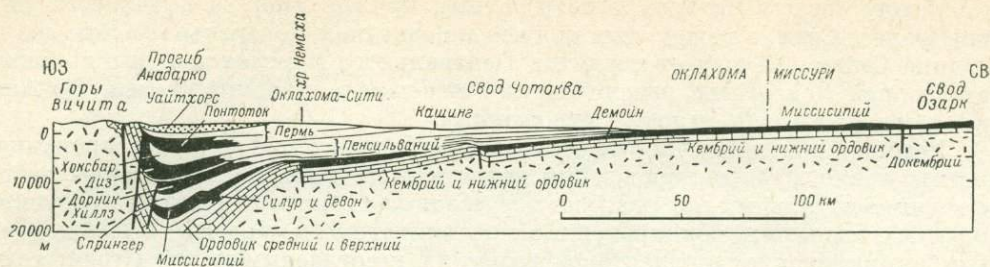 ЮЗ
СВ
Горы
Вичита
Прогиб
Анадарко
Уайтхорс
Понтоток
хр Немаха
Оклахома-Сити
Свод Чотоква
Кашинг
Демойн
ОКЛАХОМА
МИССУРИ
Миссисипий
Свод
Озарк
Пермь
Пенсильваний
0
10000
20000
м
Хоксбар
Диз
Дорник
Хиллз
Спрингер
Миссисипий
Ордовик средний и верхний
Силур и девон
Кембрий и нижний ордовик
Кембрий и нижний ордовик
Докембрий
0 50 100 км